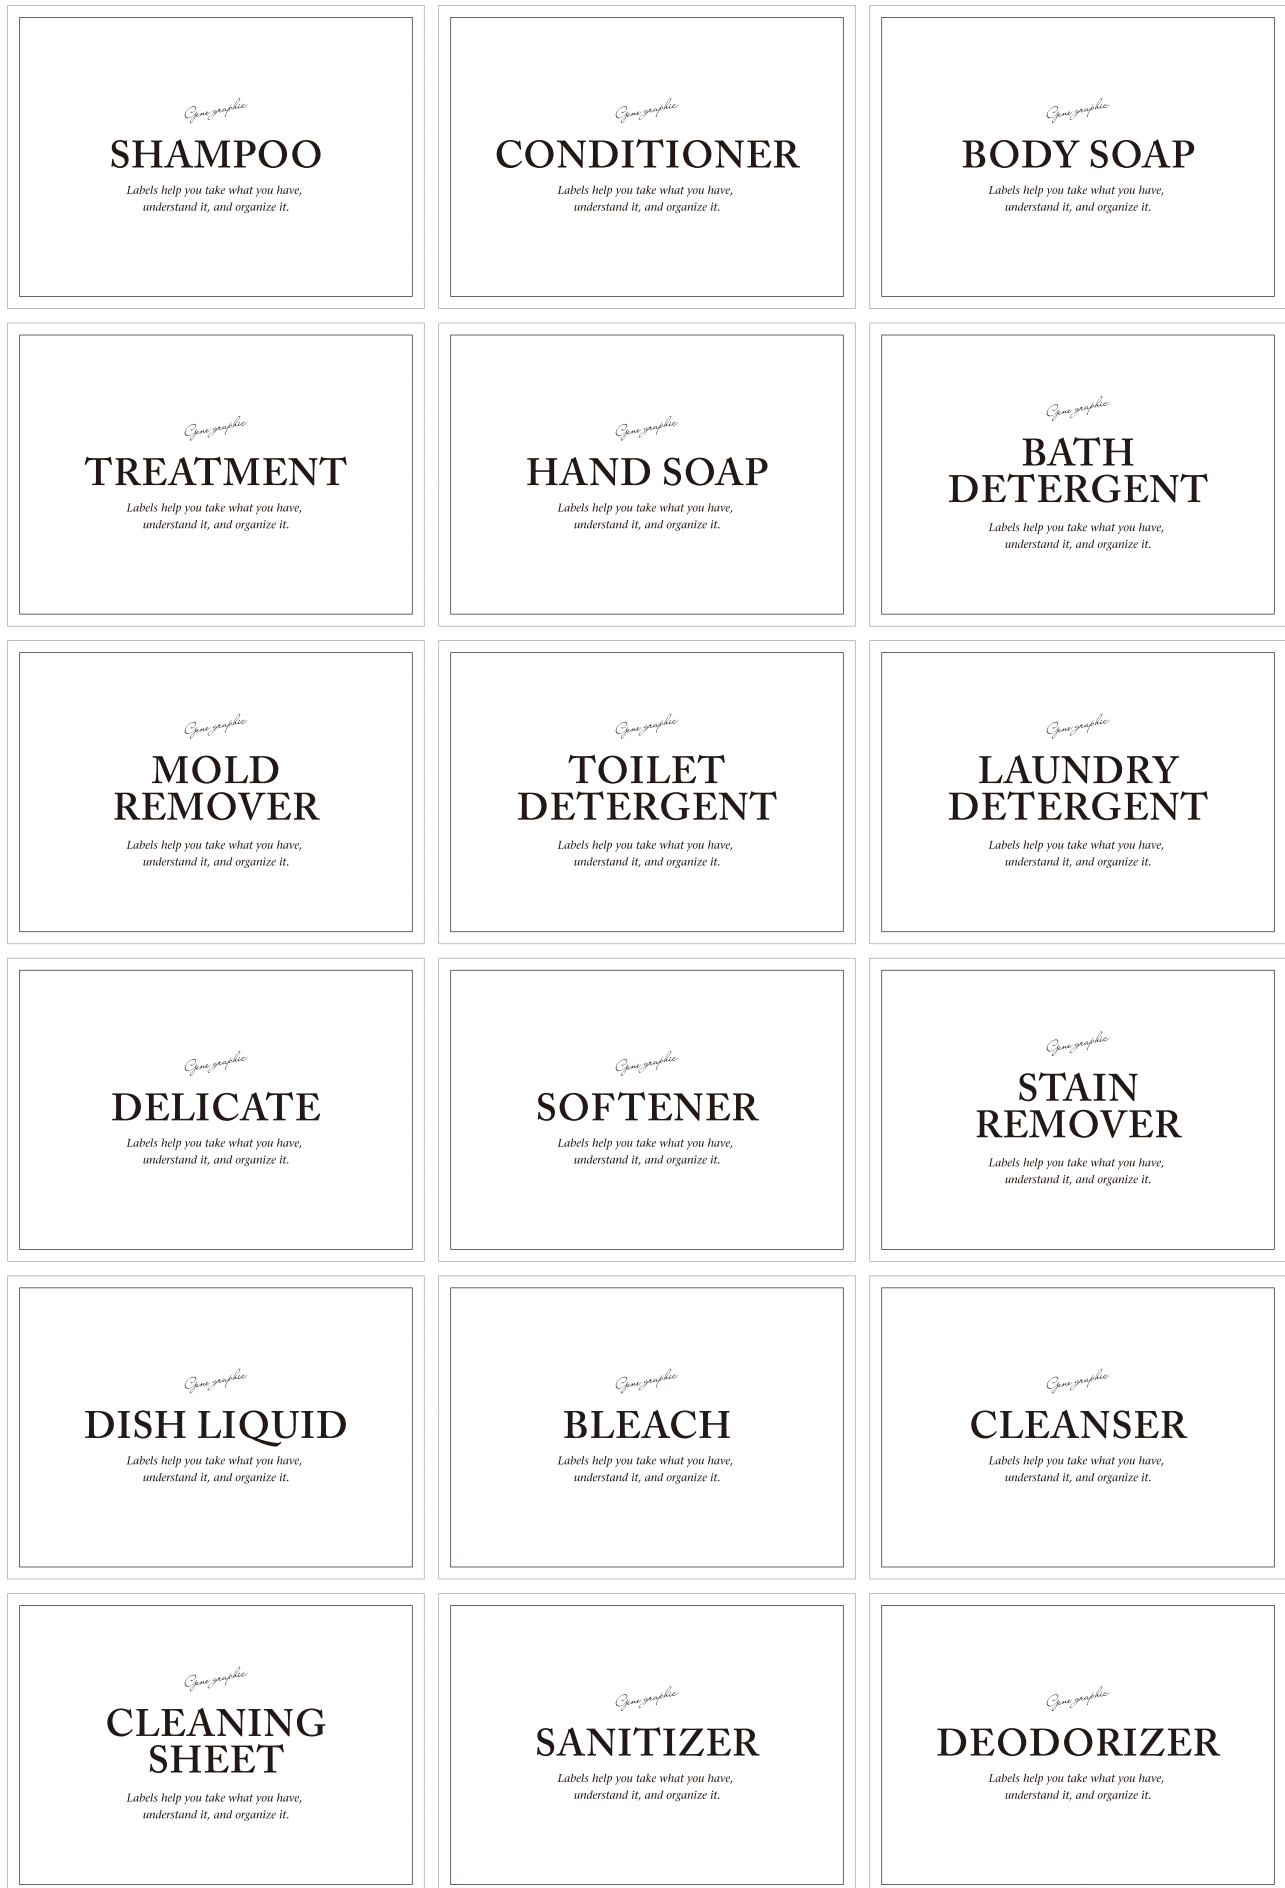 Gene graphic
SHAMPOO
Labels help you take what you have,
understand it, and organize it.
Gene graphic
CONDITIONER
Labels help you take what you have,
understand it, and organize it.
Gene graphic
BODY SOAP
Labels help you take what you have,
understand it, and organize it.
Gene graphic
TREATMENT
Labels help you take what you have,
understand it, and organize it.
Gene graphic
HAND SOAP
Labels help you take what you have,
understand it, and organize it.
Gene graphic
BATH
DETERGENT
Labels help you take what you have,
understand it, and organize it.
Gene graphic
MOLD
REMOVER
Labels help you take what you have,
understand it, and organize it.
Gene graphic
TOILET
DETERGENT
Labels help you take what you have,
understand it, and organize it.
Gene graphic
LAUNDRY
DETERGENT
Labels help you take what you have,
understand it, and organize it.
Gene graphic
DELICATE
Labels help you take what you have,
understand it, and organize it.
Gene graphic
SOFTENER
Labels help you take what you have,
understand it, and organize it.
Gene graphic
STAIN
REMOVER
Labels help you take what you have,
understand it, and organize it.
Gene graphic
DISH LIQUID
Labels help you take what you have,
understand it, and organize it.
Gene graphic
BLEACH
Labels help you take what you have,
understand it, and organize it.
Gene graphic
CLEANSER
Labels help you take what you have,
understand it, and organize it.
Gene graphic
CLEANING
SHEET
Labels help you take what you have,
understand it, and organize it.
Gene graphic
SANITIZER
Labels help you take what you have,
understand it, and organize it.
Gene graphic
DEODORIZER
Labels help you take what you have,
understand it, and organize it.